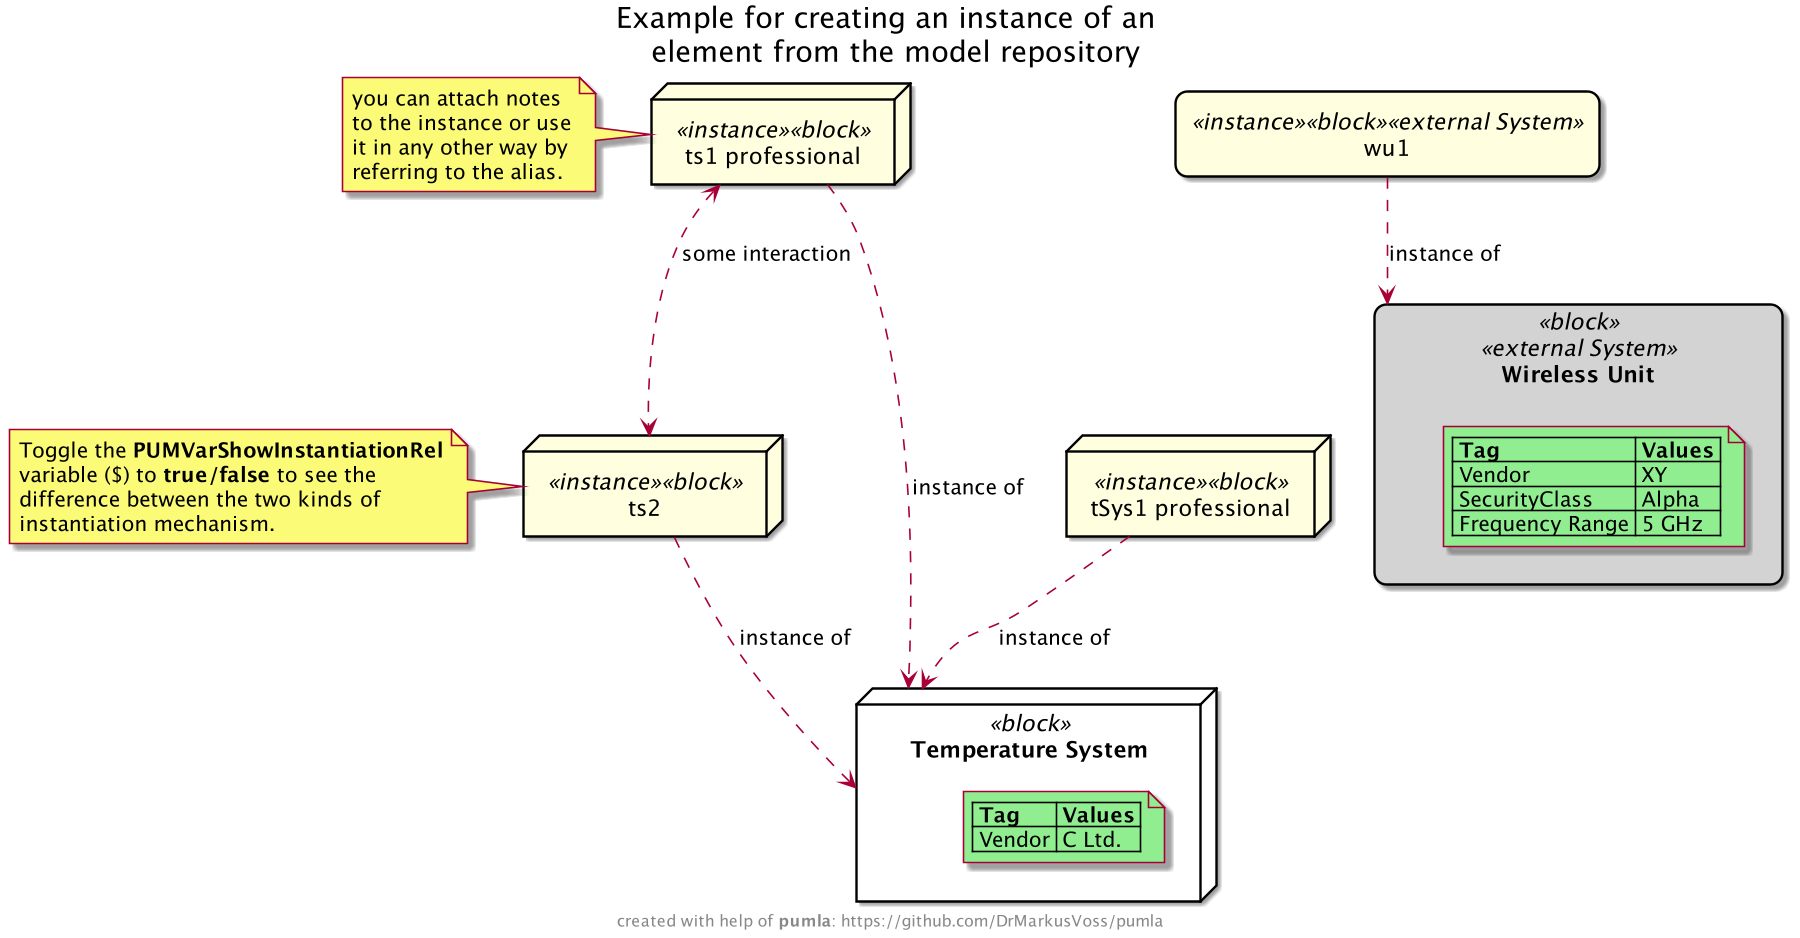 Example for creating an instance of an
element from the model repository
you can attach notes
to the instance or use
it in any other way by
referring to the alias.
«instance»«block»
ts1 professional
«instance»«block»«external System»
wu1
some interaction
instance of
«block»
«external System»
Wireless Unit
Tag Values
Vendor XY
SecurityClass Alpha
Frequency Range 5 GHz
Toggle the PUMVarShowInstantiationRel
variable ($) to true/false to see the
difference between the two kinds of
instantiation mechanism.
«instance»«block»
ts2
instance of
«instance»«block»
tSys1 professional
instance of
instance of
«block»
Temperature System
Tag Values
Vendor C Ltd.
created with help of pumla: https://github.com/DrMarkusVoss/pumla